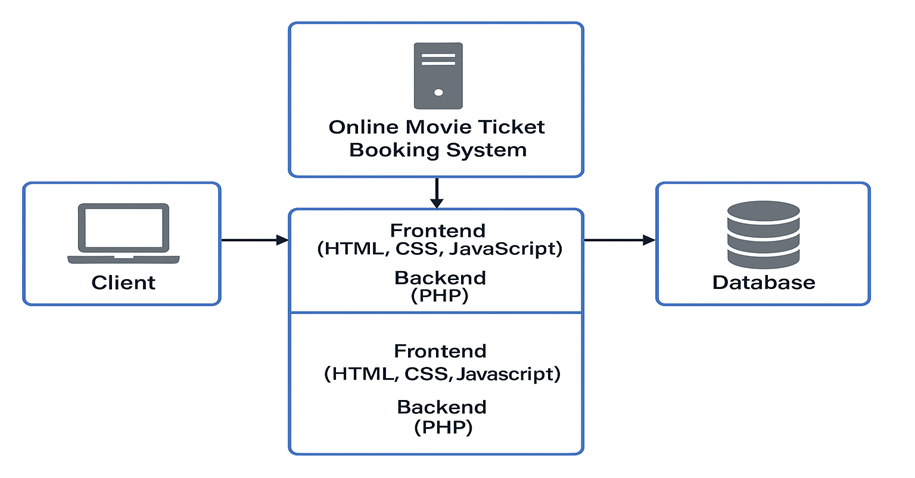 Online Movie Ticket
Booking System
Client
Frontend
(HTML, CSS, JavaScript)
Backend
(PHP)
Database
Frontend
(HTML, CSS, Javascript)
Backend
(PHP)